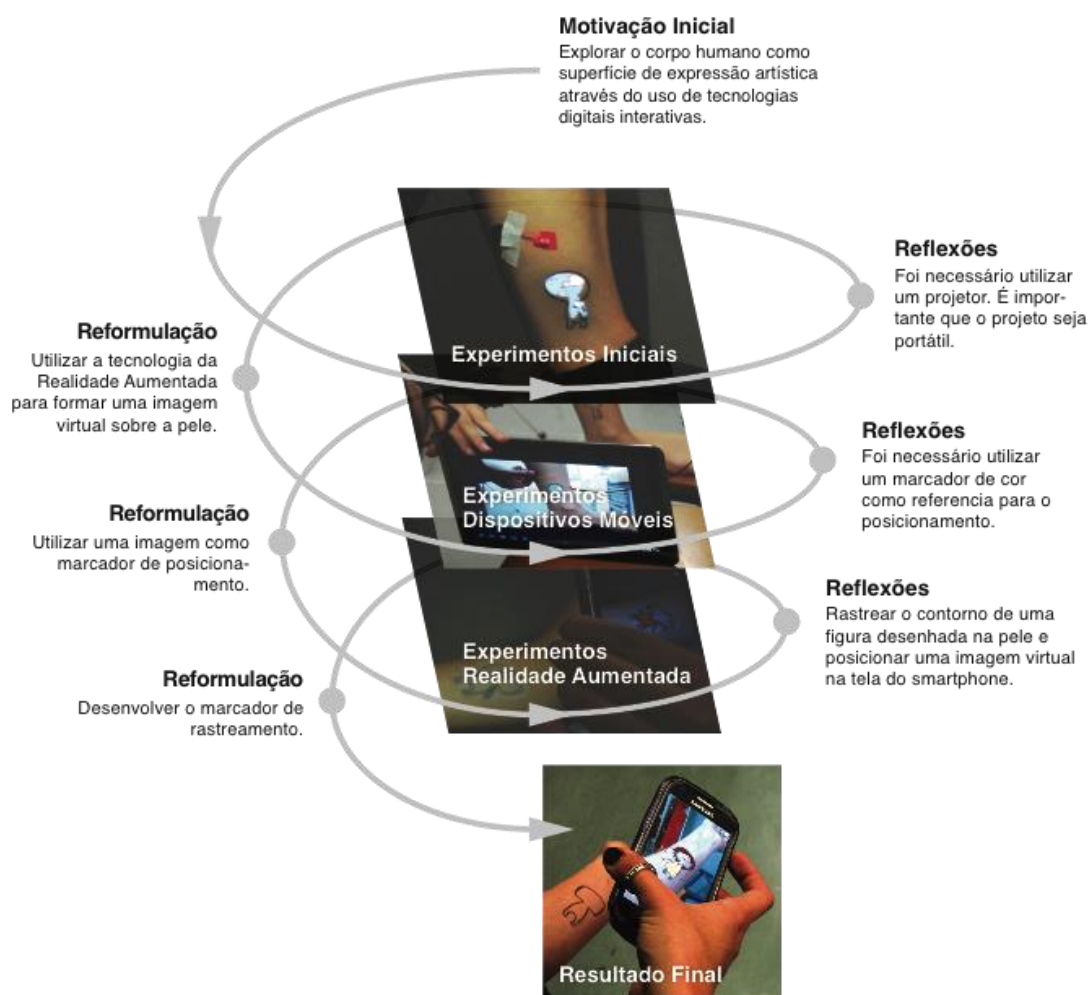 Motivação Inicial
Explorar o corpo humano como
superfície de expressão artística
através do uso de tecnologias
digitais interativas.
Experimentos Iniciais
Reflexões
Foi necessário utilizar
um projetor. É impor-
tante que o projeto seja
portátil.
Reformulação
Utilizar a tecnologia da
Realidade Aumentada
para formar uma imagem
virtual sobre a pele.
Experimentos
Dispositivos Móveis
Reflexões
Foi necessário utilizar
um marcador de cor
como referencia para o
posicionamento.
Reformulação
Utilizar uma imagem como
marcador de posiciona-
mento.
Experimentos
Realidade Aumentada
Reflexões
Rastrear o contorno de uma
figura desenhada na pele e
posicionar uma imagem virtual
na tela do smartphone.
Reformulação
Desenvolver o marcador de
rastreamento.
Resultado Final